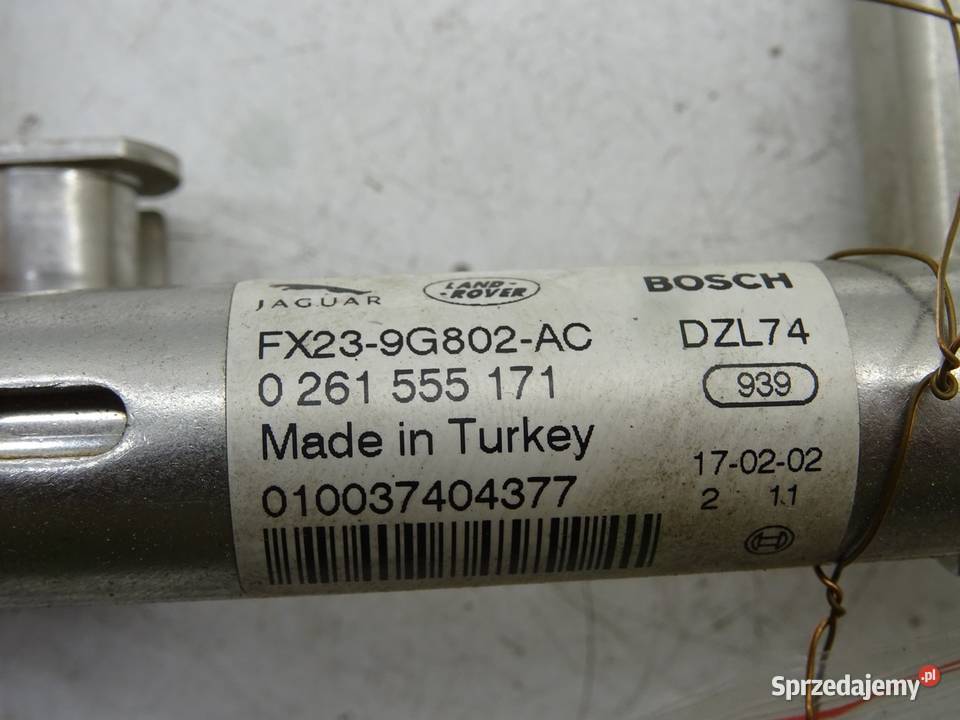 JAGUAR
LAND-
-ROVER
BOSCH
FX23-9G802-AC
DZL74
0 261 555 171
939
Made in Turkey
17-02-02
010037404377
2 1.1
Sprzedajemy.pl